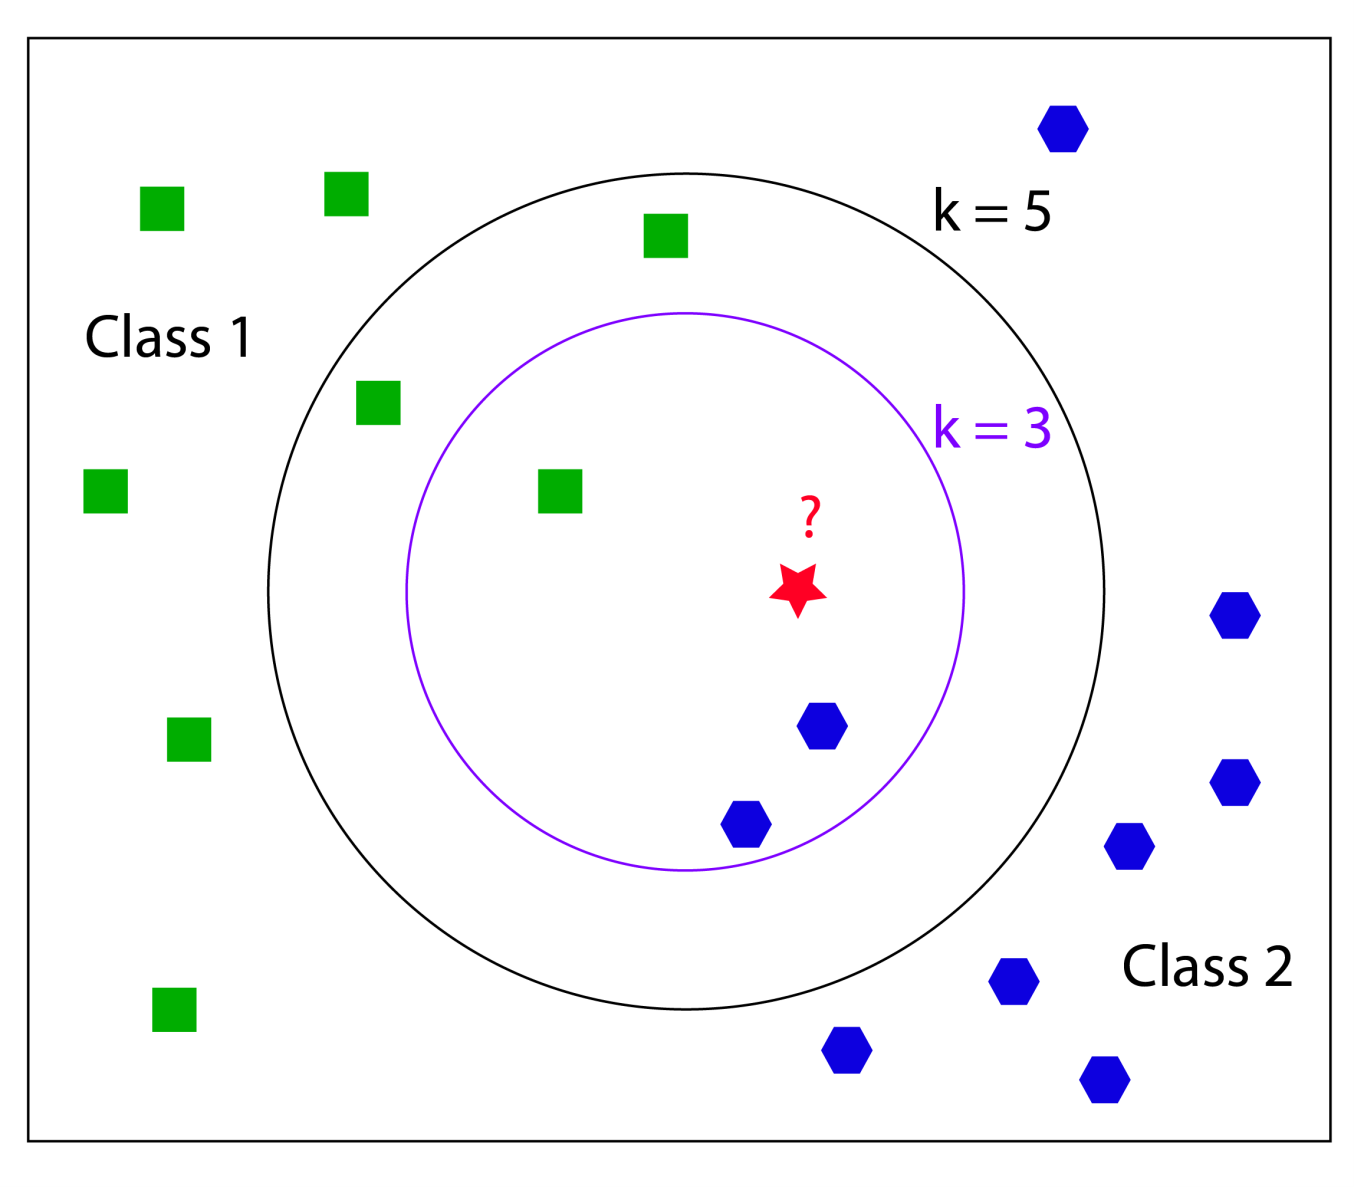 k = 5
Class 1
k = 3
?
Class 2